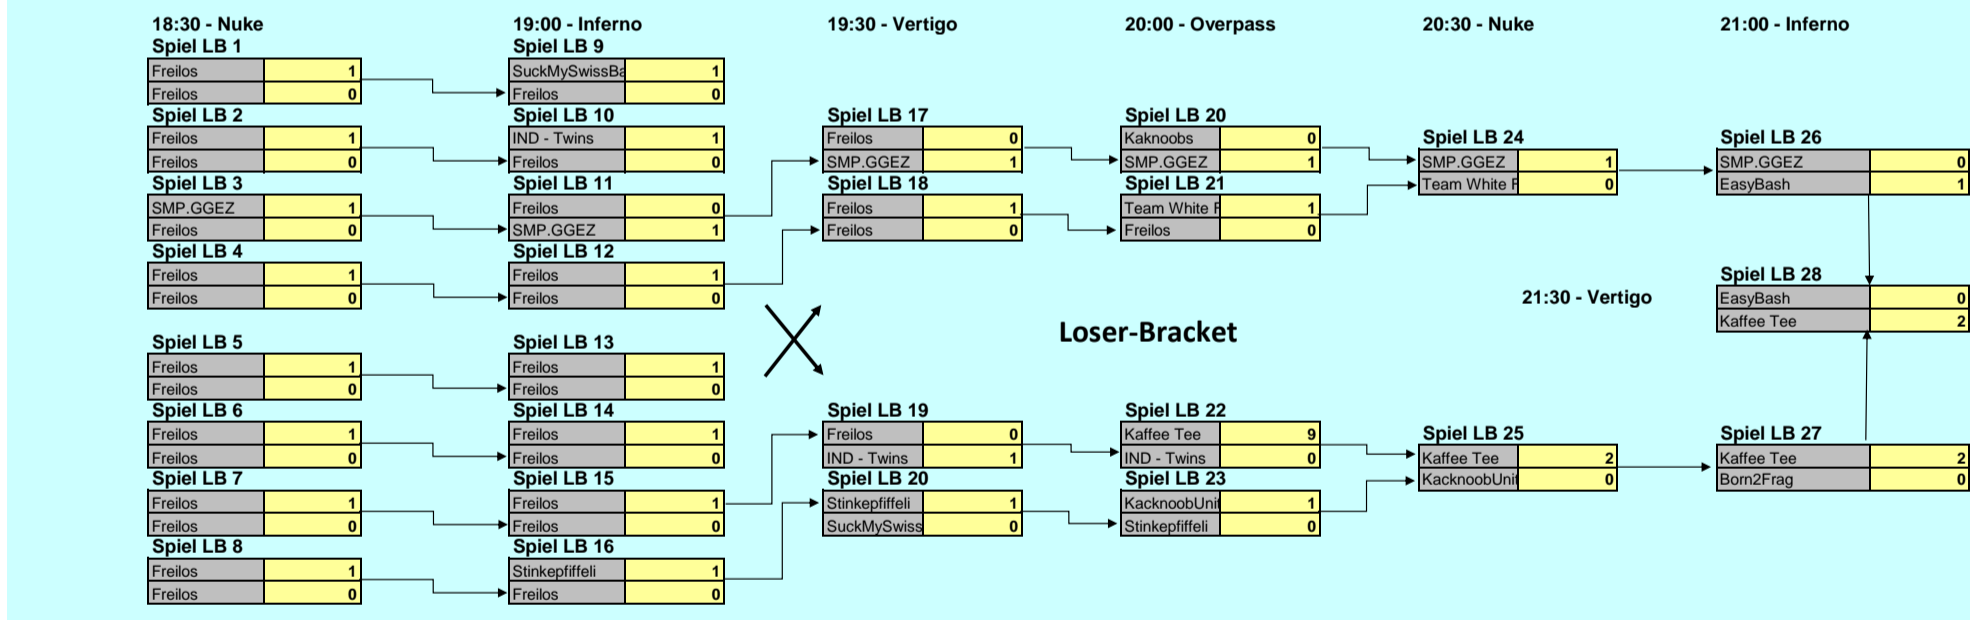 18:30 - Nuke
Spiel LB 1
Freilos 1
Freilos 0
Spiel LB 2
Freilos 1
Freilos 0
Spiel LB 3
SMP.GGEZ 1
Freilos 0
Spiel LB 4
Freilos 1
Freilos 0
Spiel LB 5
Freilos 1
Freilos 0
Spiel LB 6
Freilos 1
Freilos 0
Spiel LB 7
Freilos 1
Freilos 0
Spiel LB 8
Freilos 1
Freilos 0
19:00 - Inferno
Spiel LB 9
SuckMySwissBa 1
Freilos 0
Spiel LB 10
IND - Twins 1
Freilos 0
Spiel LB 11
Freilos 0
SMP.GGEZ 1
Spiel LB 12
Freilos 1
Freilos 0
Spiel LB 13
Freilos 1
Freilos 0
Spiel LB 14
Freilos 1
Freilos 0
Spiel LB 15
Freilos 1
Freilos 0
Spiel LB 16
Stinkepfiffeli 1
Freilos 0
19:30 - Vertigo
Spiel LB 17
Freilos 0
SMP.GGEZ 1
Spiel LB 18
Freilos 1
Freilos 0
Spiel LB 19
Freilos 0
IND - Twins 1
Spiel LB 20
Stinkepfiffeli 1
SuckMySwiss 0
20:00 - Overpass
Spiel LB 20
Kaknoobs 0
SMP.GGEZ 1
Spiel LB 21
Team White F 1
Freilos 0
Loser-Bracket
Spiel LB 22
Kaffee Tee 9
IND - Twins 0
Spiel LB 23
KacknoobUnit 1
Stinkepfiffeli 0
20:30 - Nuke
Spiel LB 24
SMP.GGEZ 1
Team White F 0
Spiel LB 25
Kaffee Tee 2
KacknoobUnit 0
21:00 - Inferno
Spiel LB 26
SMP.GGEZ 0
EasyBash 1
21:30 - Vertigo
Spiel LB 28
EasyBash 0
Kaffee Tee 2
Spiel LB 27
Kaffee Tee 2
Born2Frag 0